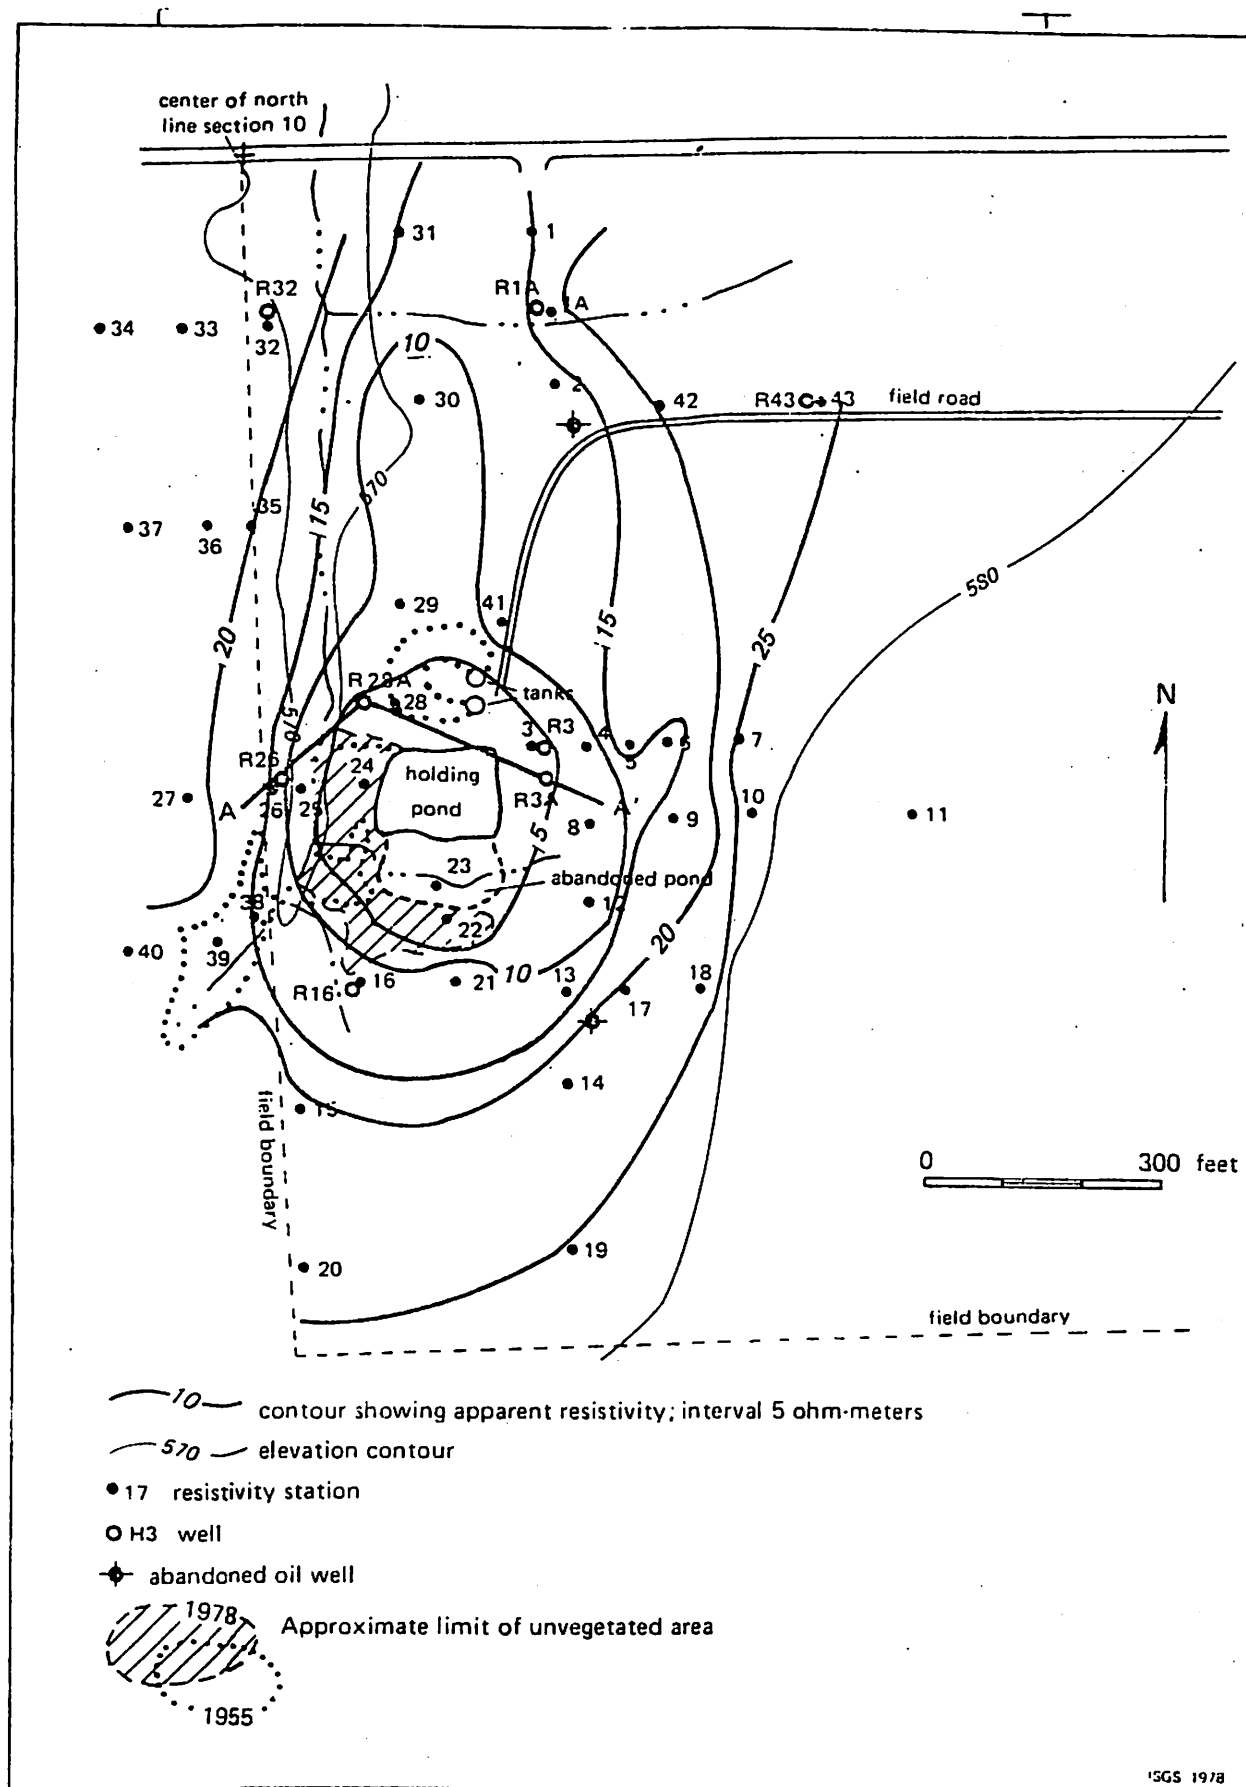 center of north
line section 10
31
1
R32
R1A
1A
34
33
32
10
2
30
42
R43
43
field road
570
15
35
37
36
580
29
41
15
20
25
N
R28A
28
tanks
570
3
R3
4
5
6
7
R26
24
holding
pond
R3A
A'
27
A
26
25
8
9
10
11
5
23
abandoned pond
38
12
22
20
40
39
10
16
21
13
18
R16
17
14
15
field boundary
0
300 feet
19
20
field boundary
10
contour showing apparent resistivity; interval 5 ohm-meters
570
elevation contour
17 resistivity station
H3 well
abandoned oil well
1978
Approximate limit of unvegetated area
1955
ISGS 1978